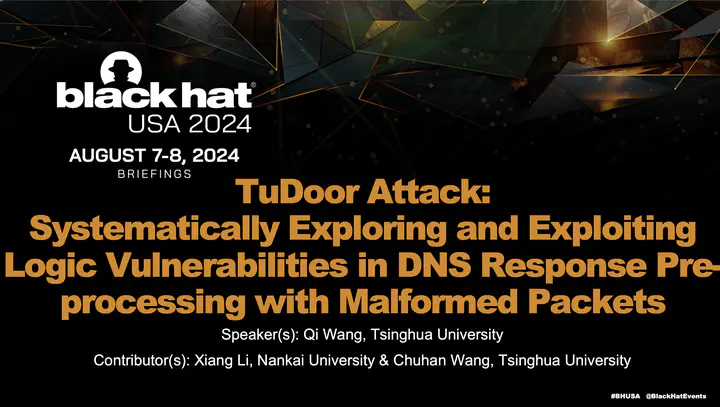 black hat®
USA 2024
AUGUST 7-8, 2024
BRIEFINGS
TuDoor Attack:
Systematically Exploring and Exploiting
Logic Vulnerabilities in DNS Response Pre-
processing with Malformed Packets
Speaker(s): Qi Wang, Tsinghua University
Contributor(s): Xiang Li, Nankai University & Chuhan Wang, Tsinghua University
#BHUSA @BlackHatEvents